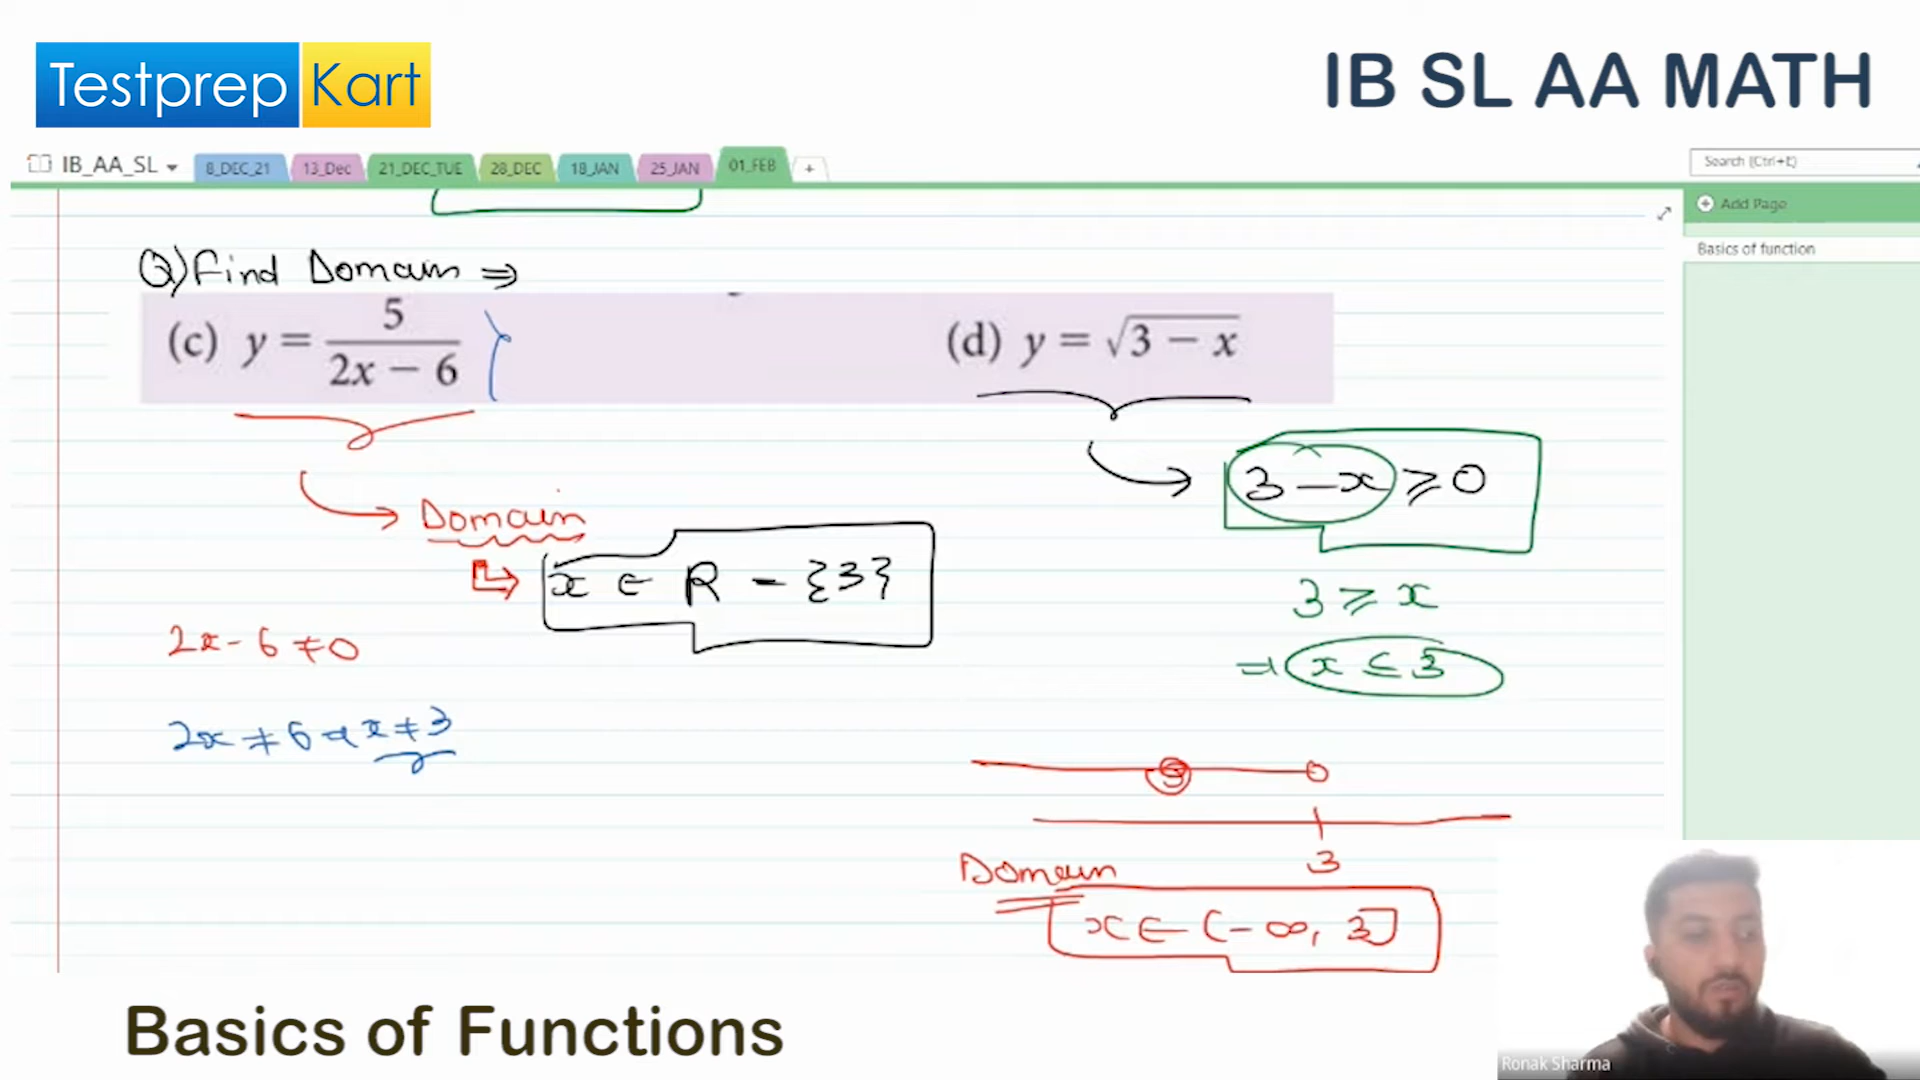 Testprep Kart
IB SL AA MATH
IB_AA_SL
8_DEC_21
13_Dec
21_DEC_TUE
28_DEC
18_JAN
25_JAN
01_FEB
+
Search (Ctrl+E)
Add Page
Basics of function
Q) Find Domain ⇒
(c) y = 5/(2x − 6)
(d) y = √(3 − x)
3 − x ≥ 0
Domain
x ∈ R − {3}
3 ≥ x
2x − 6 ≠ 0
⇒ x ≤ 3
2x ≠ 6 ⇒ x ≠ 3
3
Domain
x ∈ (−∞, 3]
Basics of Functions
Ronak Sharma